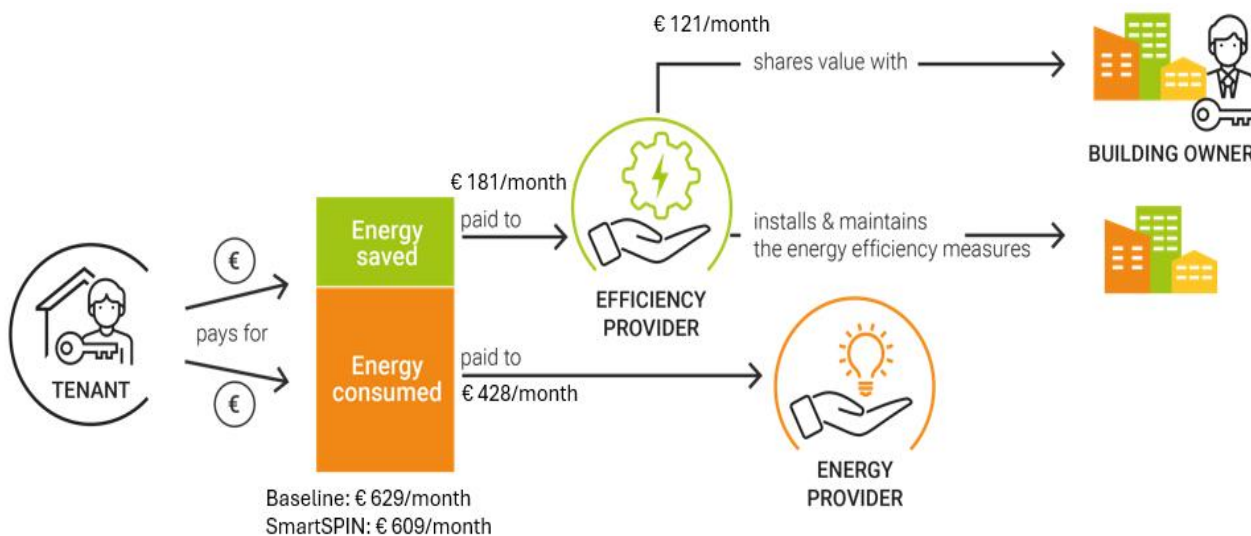 € 121/month
shares value with
BUILDING OWNER
€ 181/month
Energy
saved
paid to
installs & maintains
the energy efficiency measures
EFFICIENCY
PROVIDER
€
pays for
€
TENANT
Energy
consumed
paid to
€ 428/month
ENERGY
PROVIDER
Baseline: € 629/month
SmartSPIN: € 609/month